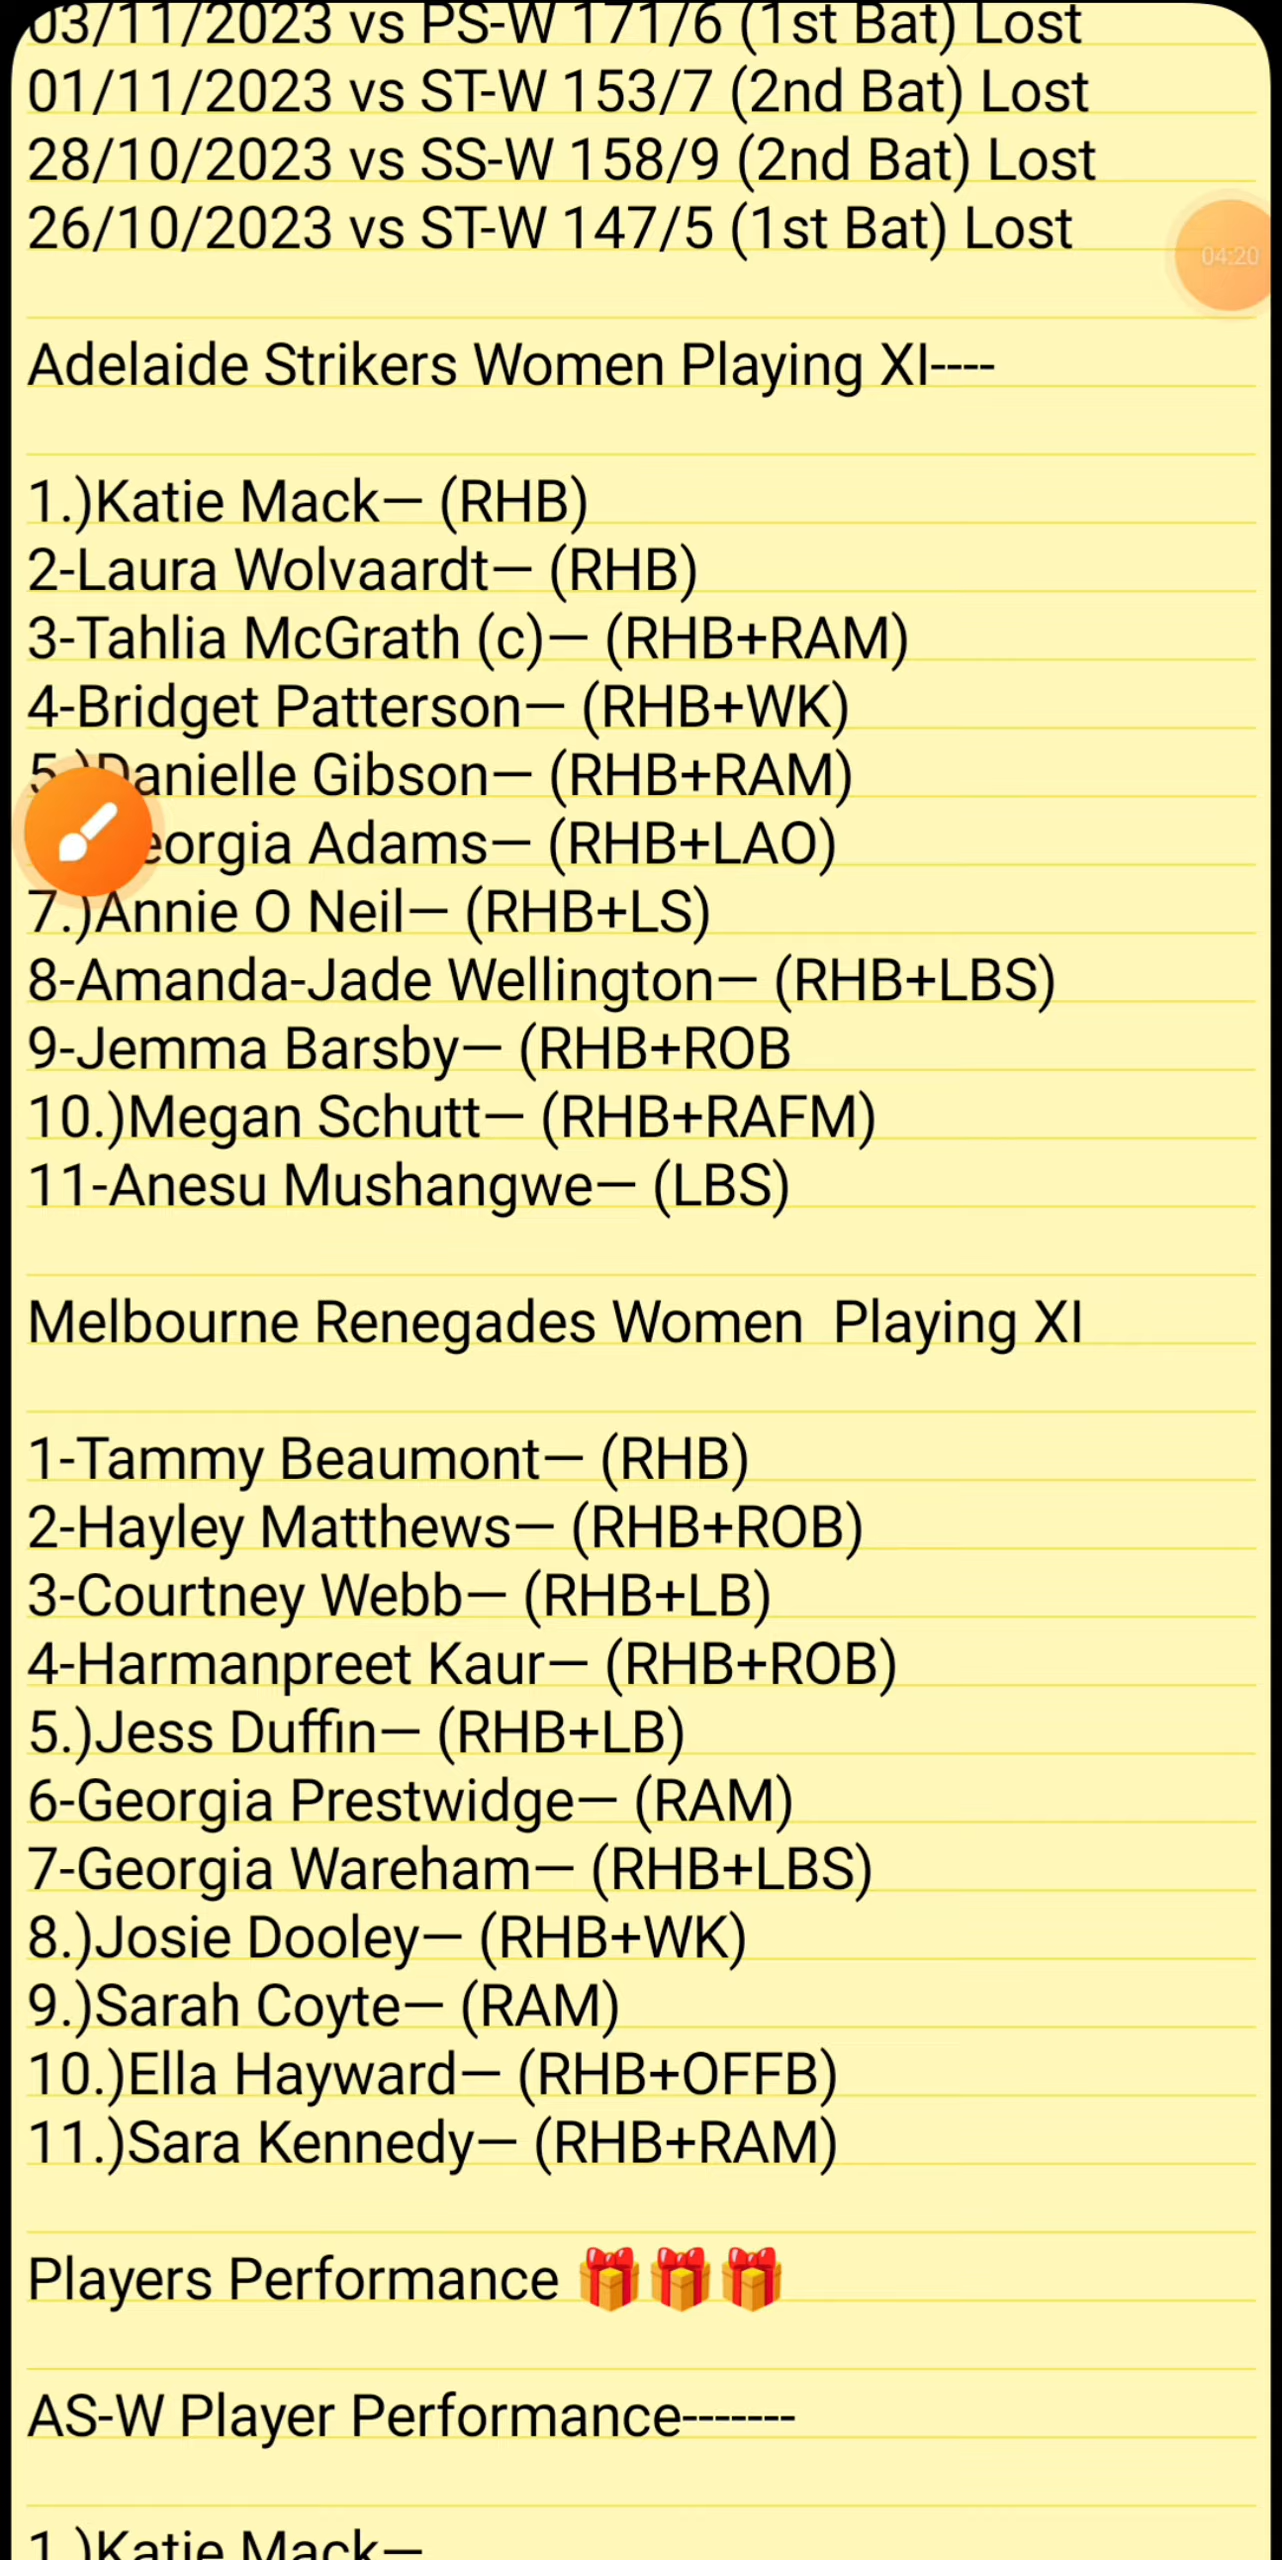 03/11/2023 vs PS-W 171/6 (1st Bat) Lost
01/11/2023 vs ST-W 153/7 (2nd Bat) Lost
28/10/2023 vs SS-W 158/9 (2nd Bat) Lost
26/10/2023 vs ST-W 147/5 (1st Bat) Lost
04:20
Adelaide Strikers Women Playing XI----
1.)Katie Mack— (RHB)
2-Laura Wolvaardt— (RHB)
3-Tahlia McGrath (c)— (RHB+RAM)
4-Bridget Patterson— (RHB+WK)
5.)Danielle Gibson— (RHB+RAM)
eorgia Adams— (RHB+LAO)
7.)Annie O Neil— (RHB+LS)
8-Amanda-Jade Wellington— (RHB+LBS)
9-Jemma Barsby— (RHB+ROB
10.)Megan Schutt— (RHB+RAFM)
11-Anesu Mushangwe— (LBS)
Melbourne Renegades Women  Playing XI
1-Tammy Beaumont— (RHB)
2-Hayley Matthews— (RHB+ROB)
3-Courtney Webb— (RHB+LB)
4-Harmanpreet Kaur— (RHB+ROB)
5.)Jess Duffin— (RHB+LB)
6-Georgia Prestwidge— (RAM)
7-Georgia Wareham— (RHB+LBS)
8.)Josie Dooley— (RHB+WK)
9.)Sarah Coyte— (RAM)
10.)Ella Hayward— (RHB+OFFB)
11.)Sara Kennedy— (RHB+RAM)
Players Performance 🎁🎁🎁
AS-W Player Performance-------
1.)Katie Mack—